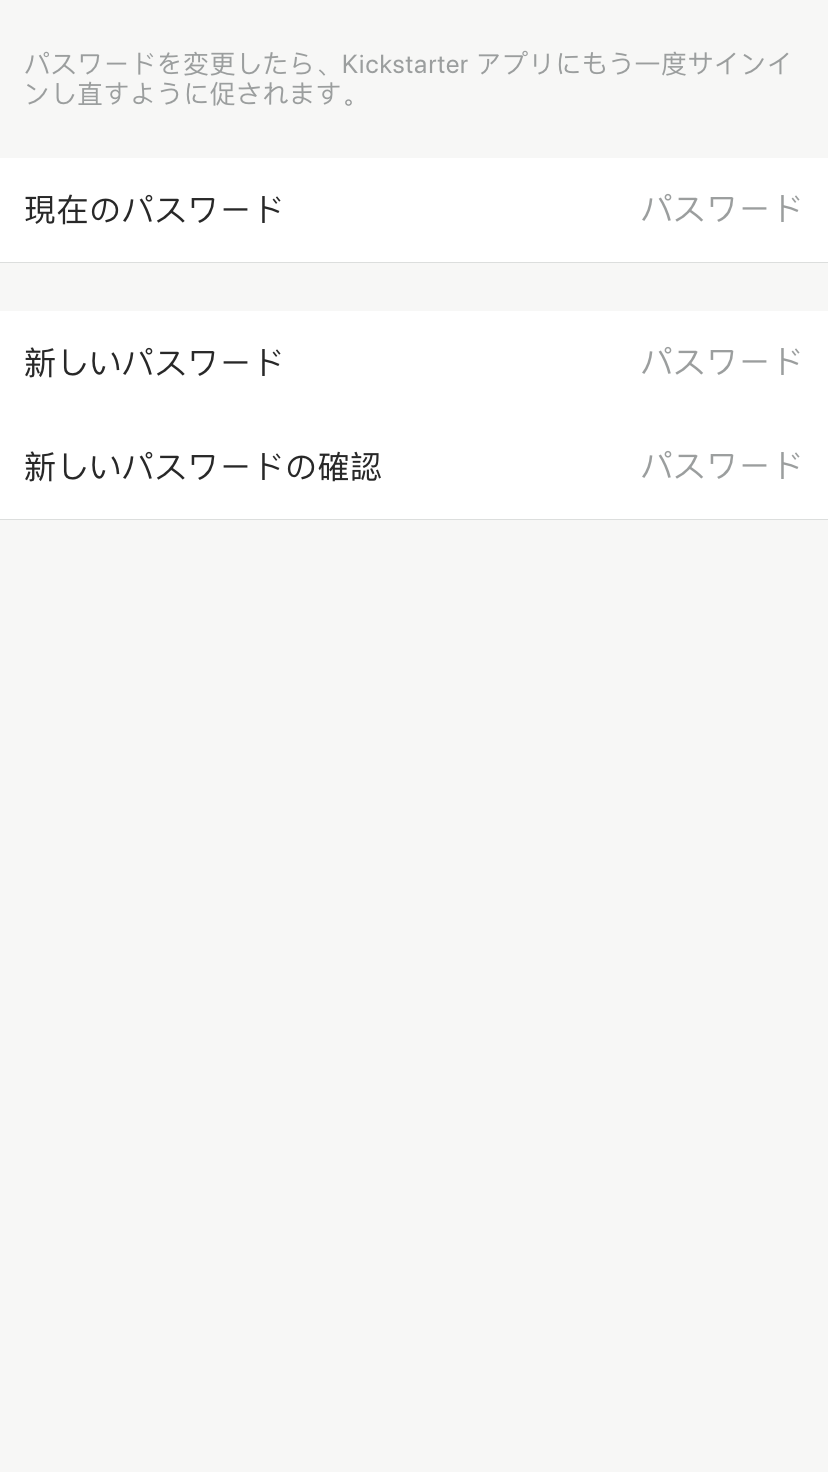 パスワードを変更したら、Kickstarter アプリにもう一度サインイ
ンし直すように促されます。
現在のパスワード パスワード
新しいパスワード パスワード
新しいパスワードの確認 パスワード